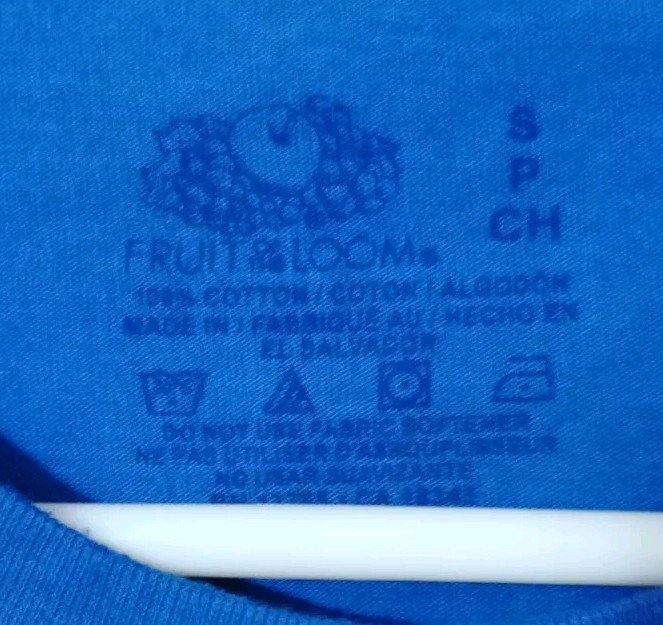 S
P
CH
FRUIT OF THE LOOM®
100% COTTON / COTON / ALGODON
MADE IN / FABRIQUÉ AU / HECHO EN
EL SALVADOR
DO NOT USE FABRIC SOFTENER
NE PAS UTILISER D'ASSOUPLISSEUR
NO USAR SUAVIZANTE